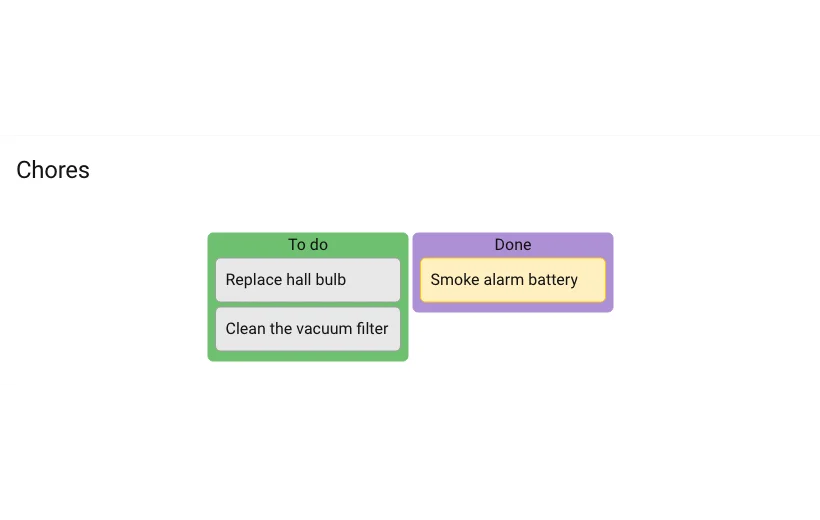 Chores
To do
Replace hall bulb
Clean the vacuum filter
Done
Smoke alarm battery